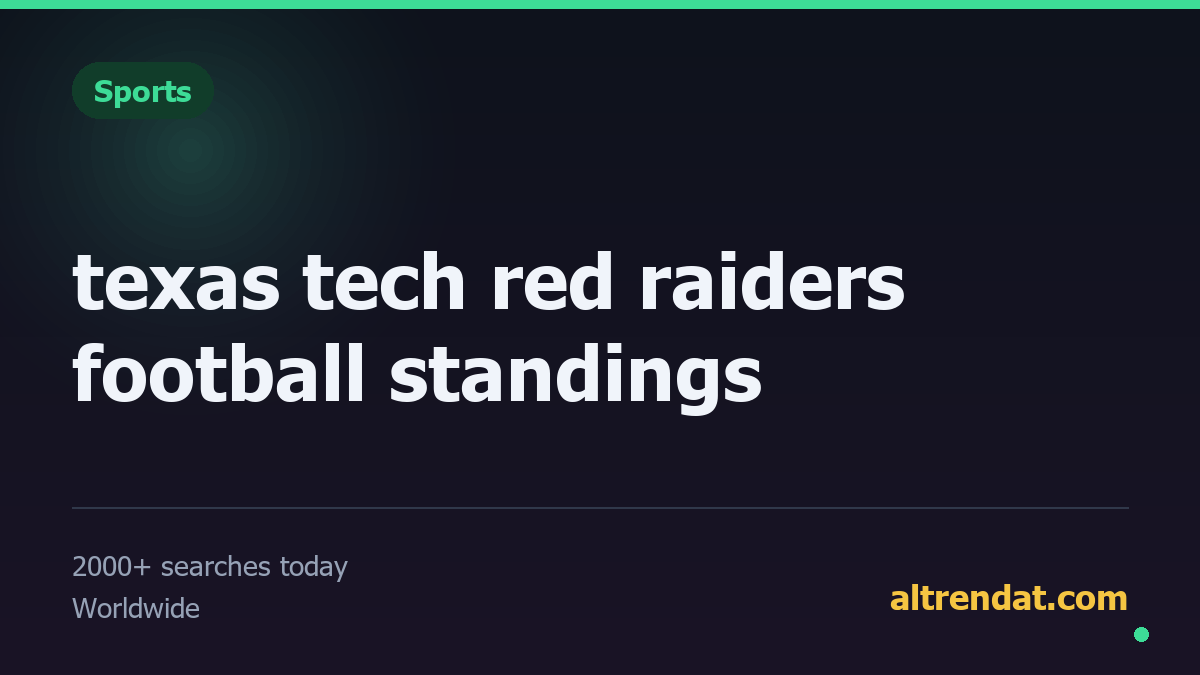 Sports
texas tech red raiders
football standings
2000+ searches today
Worldwide
altrendat.com